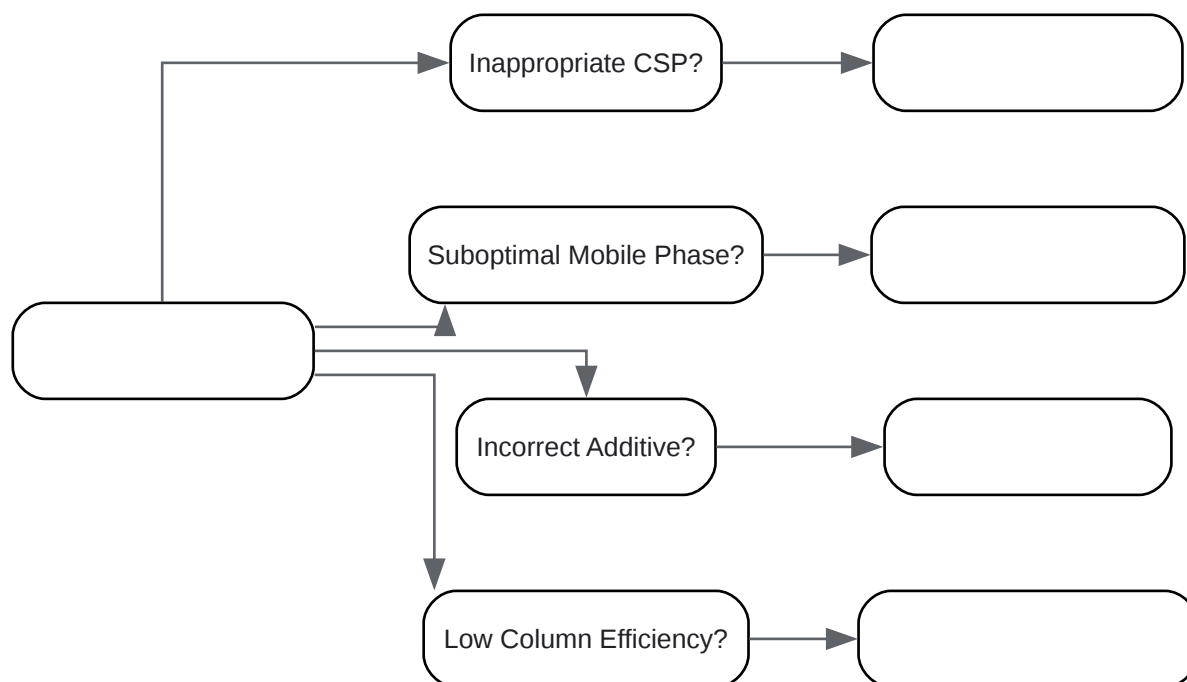 Inappropriate CSP?
Suboptimal Mobile Phase?
Incorrect Additive?
Low Column Efficiency?